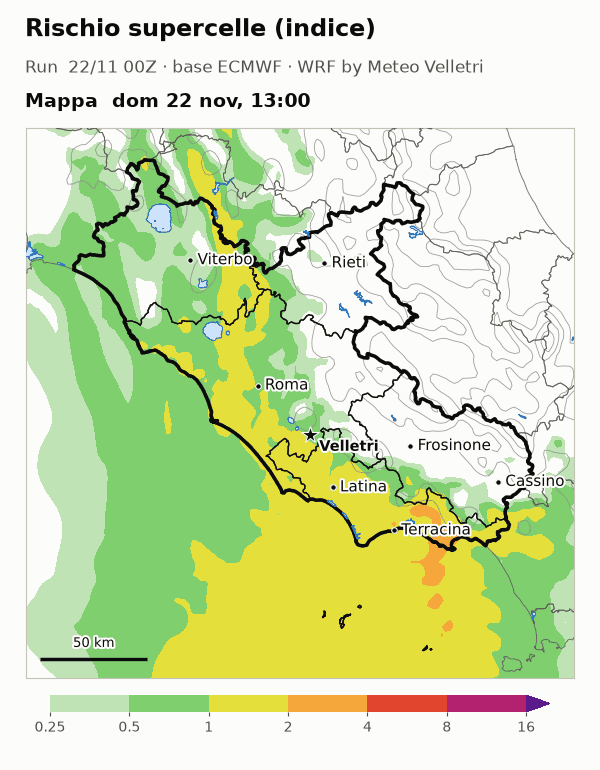 Rischio supercelle (indice)
Run 22/11 00Z · base ECMWF · WRF by Meteo Velletri
Mappa dom 22 nov, 13:00
Viterbo
Rieti
Roma
Velletri
Frosinone
Cassino
Latina
Terracina
50 km
0.25 0.5 1 2 4 8 16